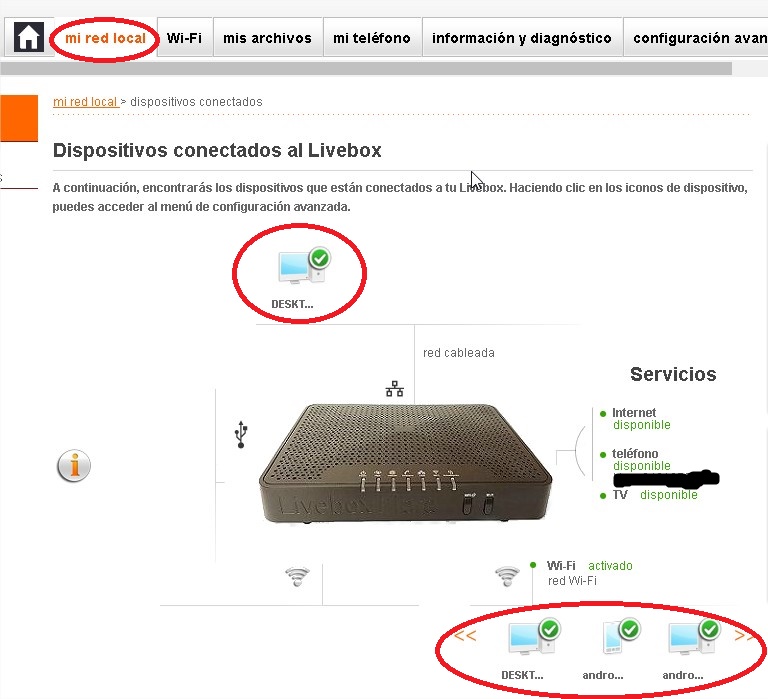 mi red local Wi-Fi mis archivos mi teléfono información y diagnóstico configuración avan
mi red local > dispositivos conectados
Dispositivos conectados al Livebox
A continuación, encontrarás los dispositivos que están conectados a tu Livebox. Haciendo clic en los iconos de dispositivo,
puedes acceder al menú de configuración avanzada.
DESKT...
red cableada
Servicios
Internet
disponible
teléfono
disponible
TV disponible
Livebox
Wi-Fi activado
red Wi-Fi
<< >>
DESKT... andro... andro...